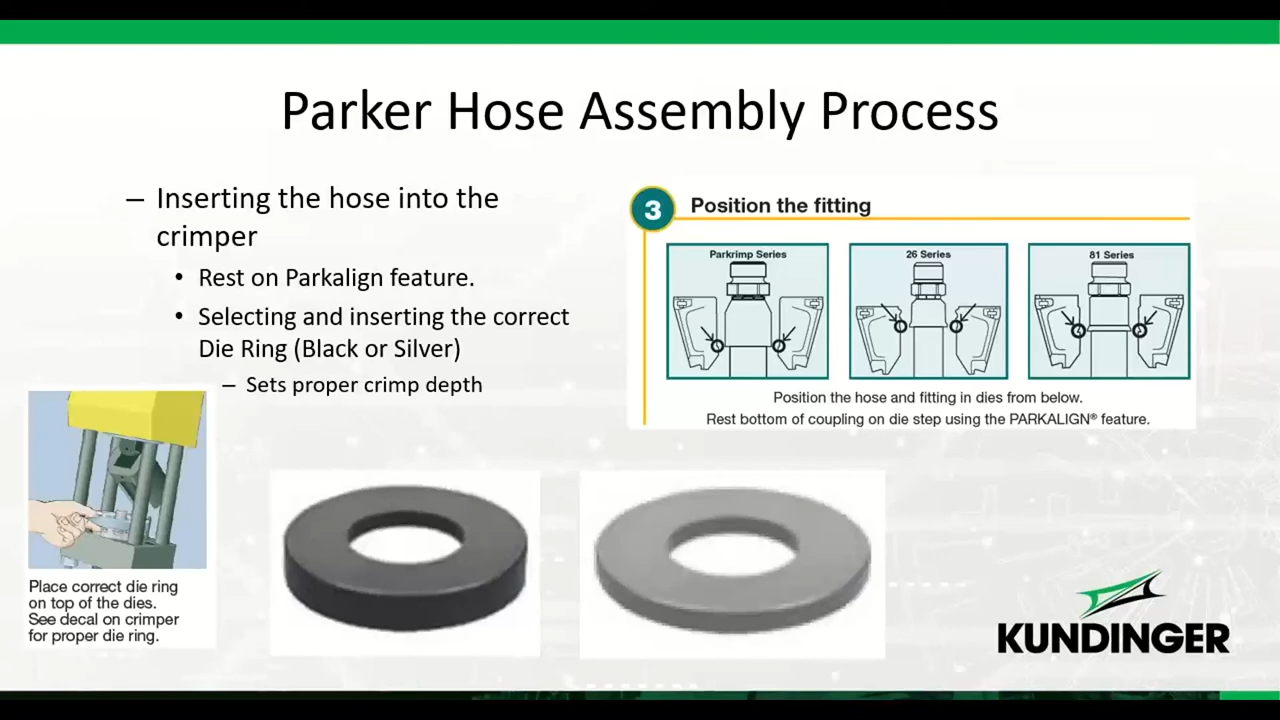 Parker Hose Assembly Process
– Inserting the hose into the
crimper
• Rest on Parkalign feature.
• Selecting and inserting the correct
Die Ring (Black or Silver)
– Sets proper crimp depth
3 Position the fitting
Parkrimp Series
26 Series
81 Series
Position the hose and fitting in dies from below.
Rest bottom of coupling on die step using the PARKALIGN® feature.
Place correct die ring
on top of the dies.
See decal on crimper
for proper die ring.
KUNDINGER